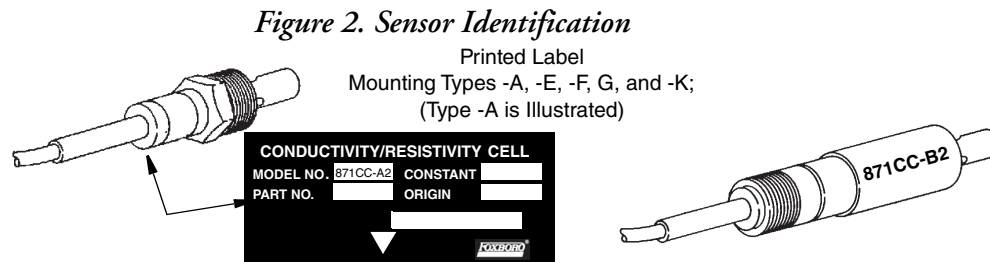 Figure 2. Sensor Identification
Printed Label
Mounting Types -A, -E, -F, G, and -K;
(Type -A is Illustrated)
CONDUCTIVITY/RESISTIVITY CELL
MODEL NO. 871CC-A2 CONSTANT
PART NO. ORIGIN
FOXBORO®
871CC-B2